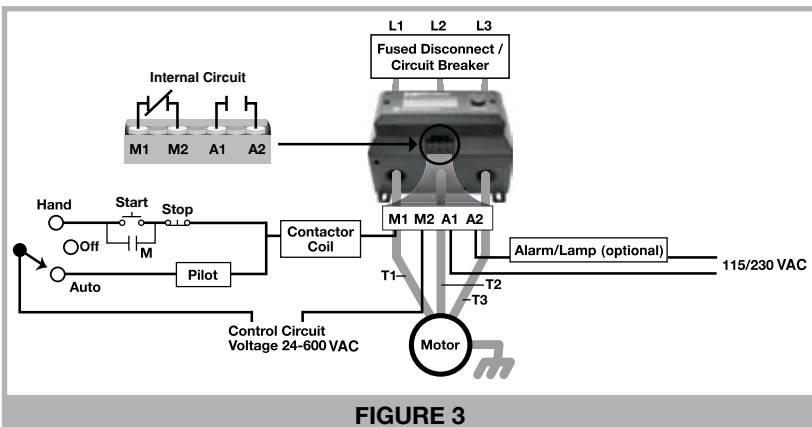 L1 L2 L3
Fused Disconnect /
Circuit Breaker
Internal Circuit
M1 M2 A1 A2
Hand
Start
Stop
Off
M
Auto
Pilot
Contactor
Coil
M1 M2 A1 A2
Alarm/Lamp (optional)
115/230 VAC
T1
T2
T3
Control Circuit
Voltage 24-600 VAC
Motor
FIGURE 3